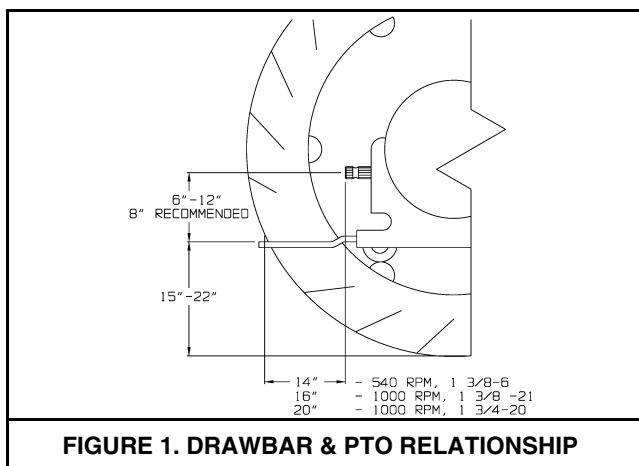 6"-12"
8" RECOMMENDED
15"-22"
14" - 540 RPM, 1 3/8-6
16" - 1000 RPM, 1 3/8 -21
20" - 1000 RPM, 1 3/4-20
FIGURE 1. DRAWBAR & PTO RELATIONSHIP